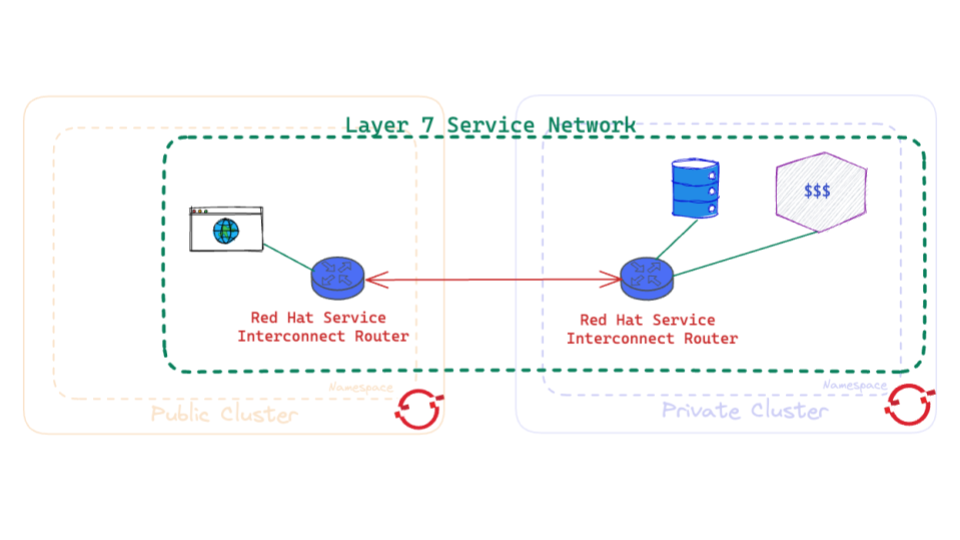 Layer 7 Service Network
$$$
Red Hat Service
Interconnect Router
Red Hat Service
Interconnect Router
Namespace
Public Cluster
Namespace
Private Cluster